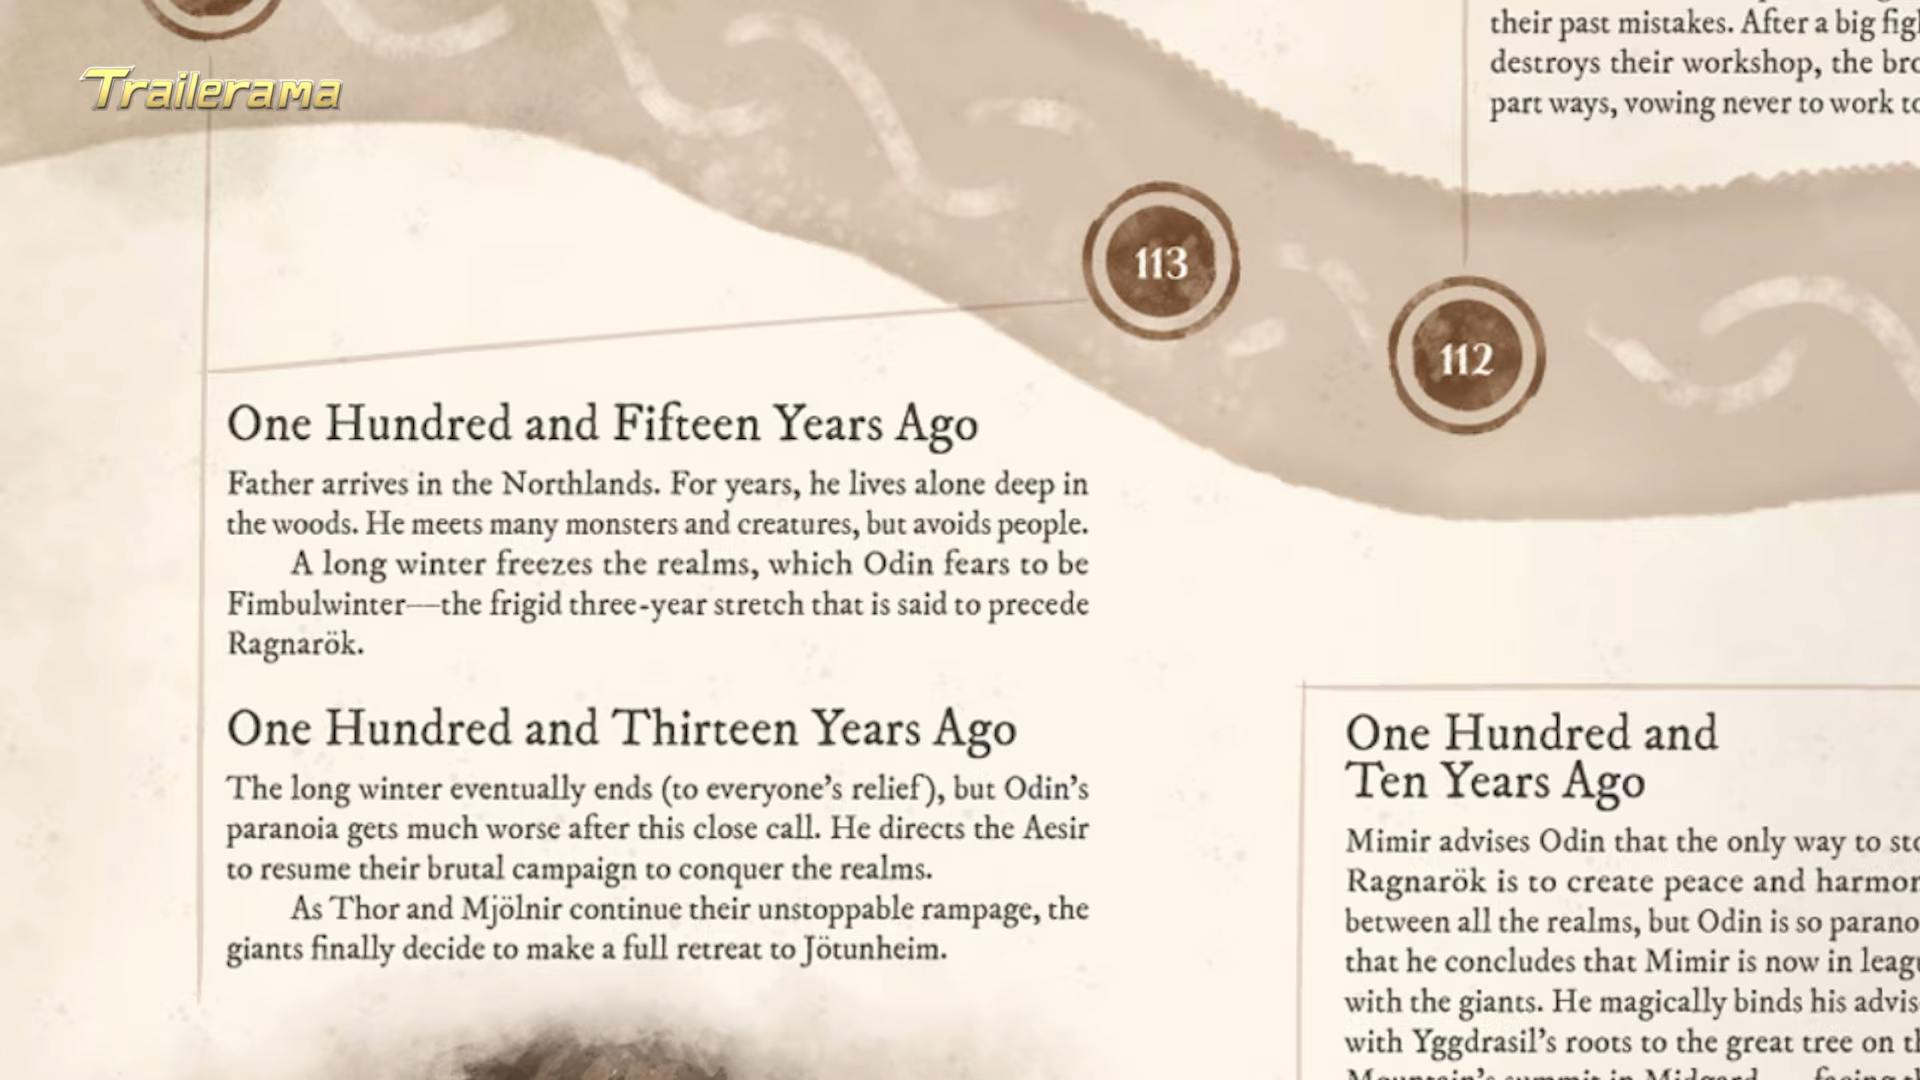 Trailerama
their past mistakes. After a big
destroys their workshop, the
part ways, vowing never to work
113
112
One Hundred and Fifteen Years Ago
Father arrives in the Northlands. For years, he lives alone deep in
the woods. He meets many monsters and creatures, but avoids people.
A long winter freezes the realms, which Odin fears to be
Fimbulwinter—the frigid three-year stretch that is said to precede
Ragnarök.
One Hundred and Thirteen Years Ago
The long winter eventually ends (to everyone's relief), but Odin's
paranoia gets much worse after this close call. He directs the Aesir
to resume their brutal campaign to conquer the realms.
As Thor and Mjölnir continue their unstoppable rampage, the
giants finally decide to make a full retreat to Jötunheim.
One Hundred and
Ten Years Ago
Mimir advises Odin that the only way to
Ragnarök is to create peace and
between all the realms, but Odin is so
that he concludes that Mimir is now in
with the giants. He magically binds his
with Yggdrasil's roots to the great tree on
Mountain's summit in Midgard